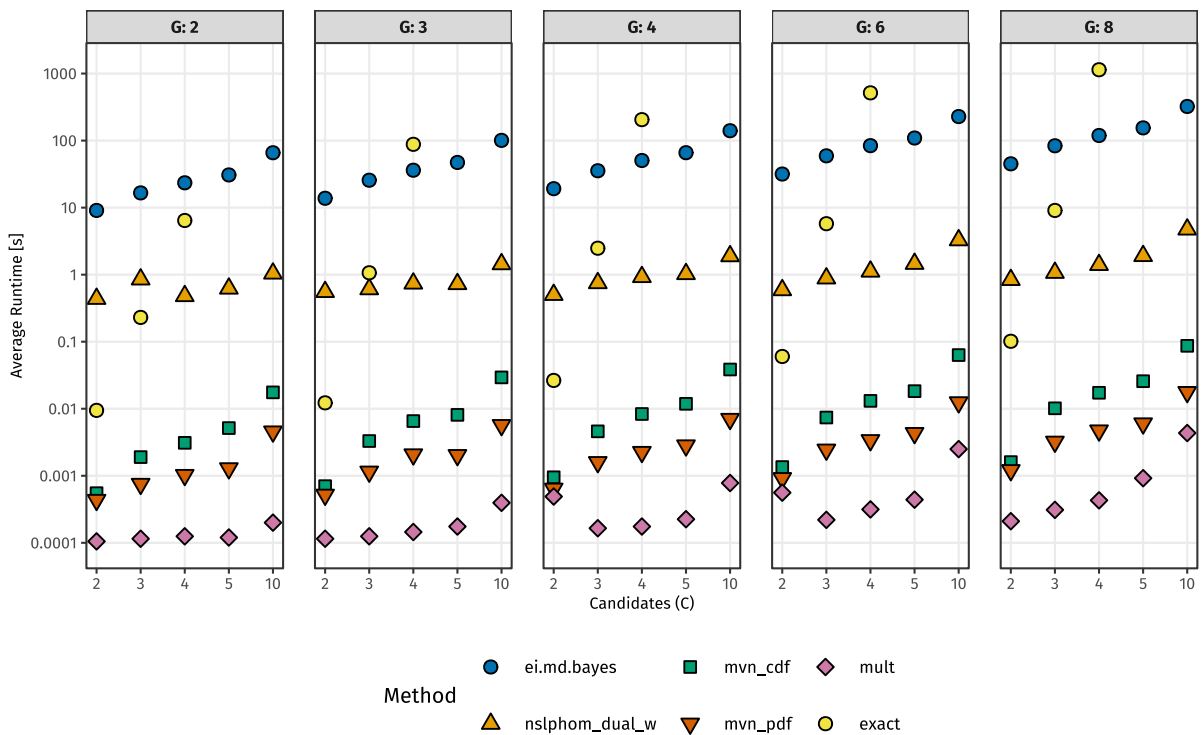 G: 2 G: 3 G: 4 G: 6 G: 8
1000
100
10
1
0.1
0.01
0.001
0.0001
Average Runtime [s]
2 3 4 5 10 2 3 4 5 10 2 3 4 5 10 2 3 4 5 10 2 3 4 5 10
Candidates (C)
Method
ei.md.bayes mvn_cdf mult
nslphom_dual_w mvn_pdf exact